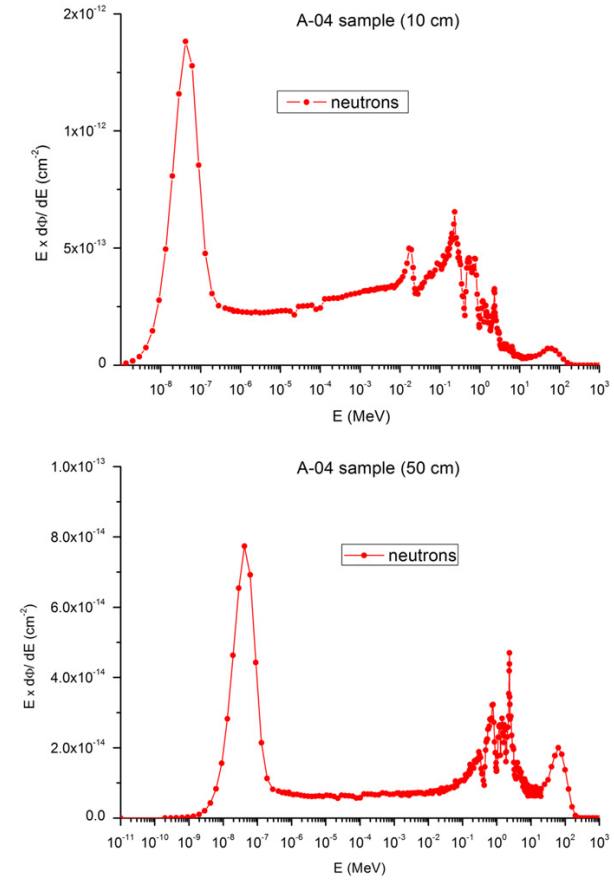 A-04 sample (10 cm)
2x10⁻¹²
neutrons
1x10⁻¹²
E x dΦ/ dE (cm⁻²)
5x10⁻¹³
0
10⁻⁸ 10⁻⁷ 10⁻⁶ 10⁻⁵ 10⁻⁴ 10⁻³ 10⁻² 10⁻¹ 10⁰ 10¹ 10² 10³
E (MeV)
A-04 sample (50 cm)
1.0x10⁻¹³
neutrons
8.0x10⁻¹⁴
6.0x10⁻¹⁴
E x dΦ/ dE (cm⁻²)
4.0x10⁻¹⁴
2.0x10⁻¹⁴
0.0
10⁻¹¹ 10⁻¹⁰ 10⁻⁹ 10⁻⁸ 10⁻⁷ 10⁻⁶ 10⁻⁵ 10⁻⁴ 10⁻³ 10⁻² 10⁻¹ 10⁰ 10¹ 10² 10³
E (MeV)